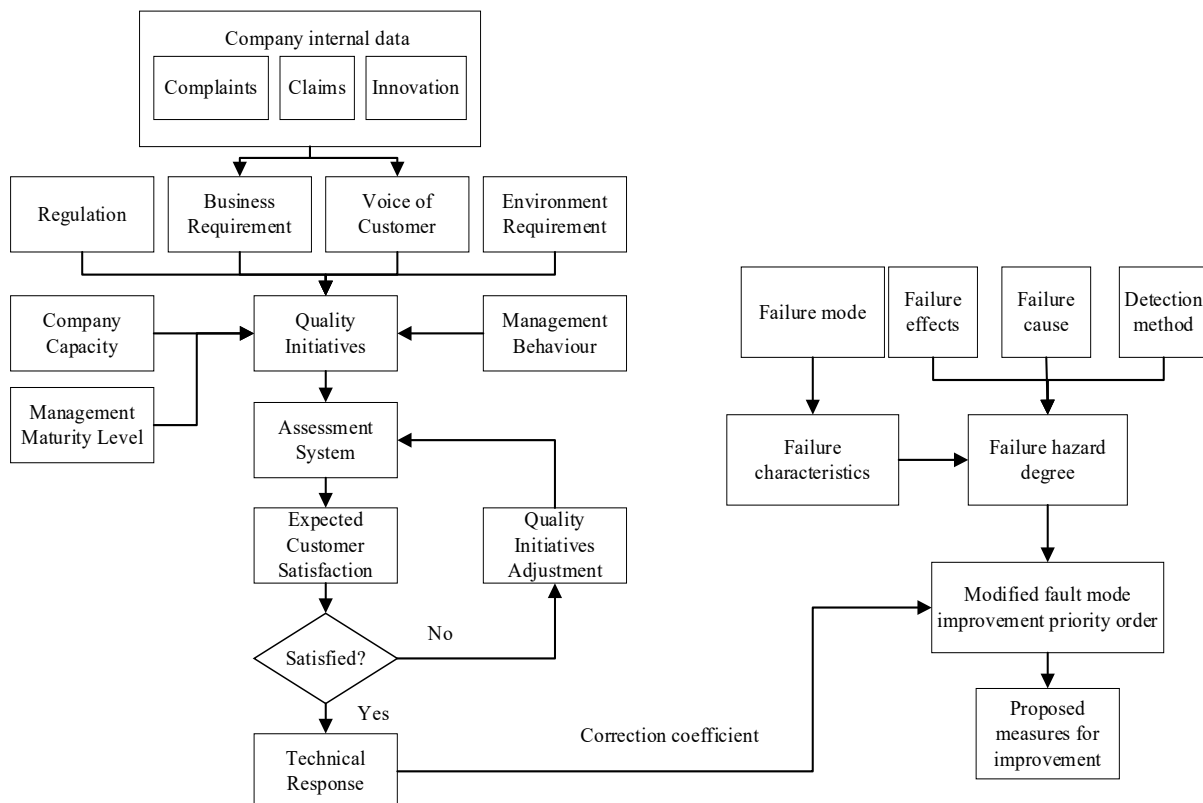 Company internal data
Complaints
Claims
Innovation
Regulation
Business
Requirement
Voice of
Customer
Environment
Requirement
Company
Capacity
Quality
Initiatives
Management
Behaviour
Management
Maturity Level
Assessment
System
Expected
Customer
Satisfaction
Quality
Initiatives
Adjustment
Satisfied?
No
Yes
Technical
Response
Correction coefficient
Failure mode
Failure
effects
Failure
cause
Detection
method
Failure
characteristics
Failure hazard
degree
Modified fault mode
improvement priority order
Proposed
measures for
improvement